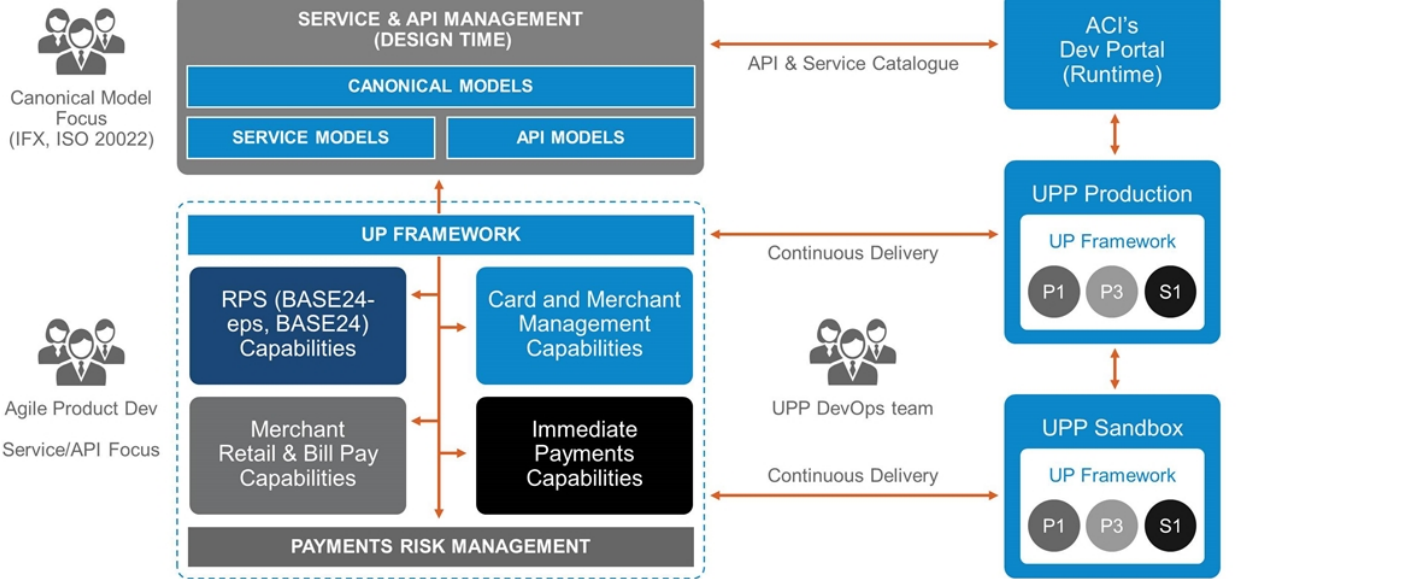 SERVICE & API MANAGEMENT
(DESIGN TIME)
CANONICAL MODELS
SERVICE MODELS
API MODELS
Canonical Model
Focus
(IFX, ISO 20022)
API & Service Catalogue
ACI's
Dev Portal
(Runtime)
UP FRAMEWORK
RPS (BASE24-
eps, BASE24)
Capabilities
Card and Merchant
Management
Capabilities
Merchant
Retail & Bill Pay
Capabilities
Immediate
Payments
Capabilities
PAYMENTS RISK MANAGEMENT
Agile Product Dev
Service/API Focus
Continuous Delivery
UPP DevOps team
Continuous Delivery
UPP Production
UP Framework
P1
P3
S1
UPP Sandbox
UP Framework
P1
P3
S1